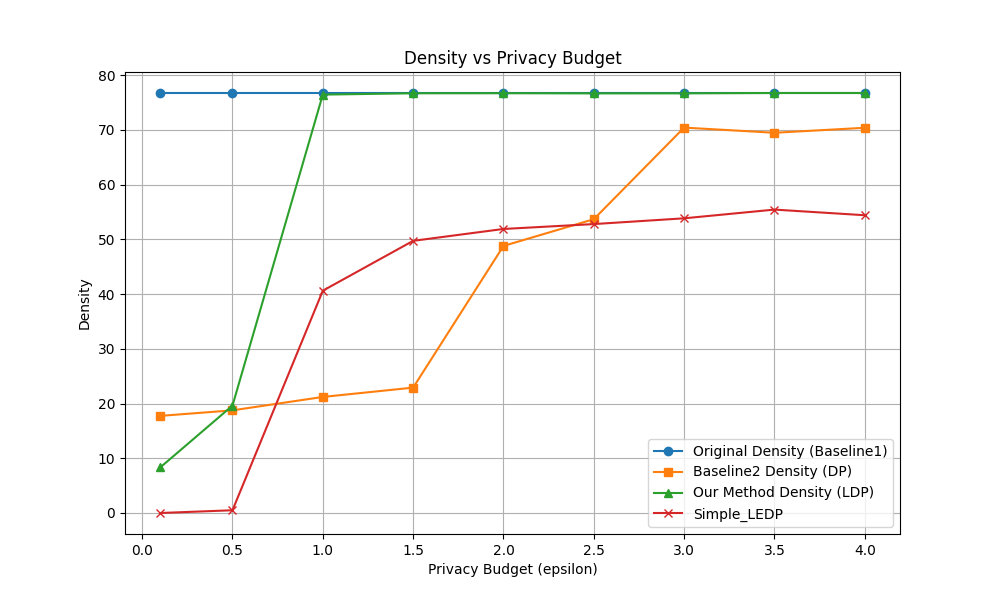 Density vs Privacy Budget
80
70
60
50
40
30
20
10
0
Density
0.0 0.5 1.0 1.5 2.0 2.5 3.0 3.5 4.0
Privacy Budget (epsilon)
Original Density (Baseline1)
Baseline2 Density (DP)
Our Method Density (LDP)
Simple_LEDP